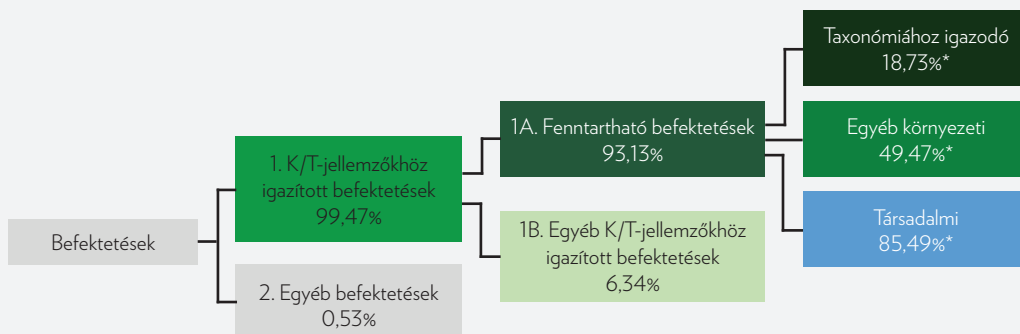 Befektetések
1. K/T-jellemzőkhöz
igazított befektetések
99,47%
2. Egyéb befektetések
0,53%
1A. Fenntartható befektetések
93,13%
1B. Egyéb K/T-jellemzőkhöz
igazított befektetések
6,34%
Taxonómiához igazodó
18,73%*
Egyéb környezeti
49,47%*
Társadalmi
85,49%*